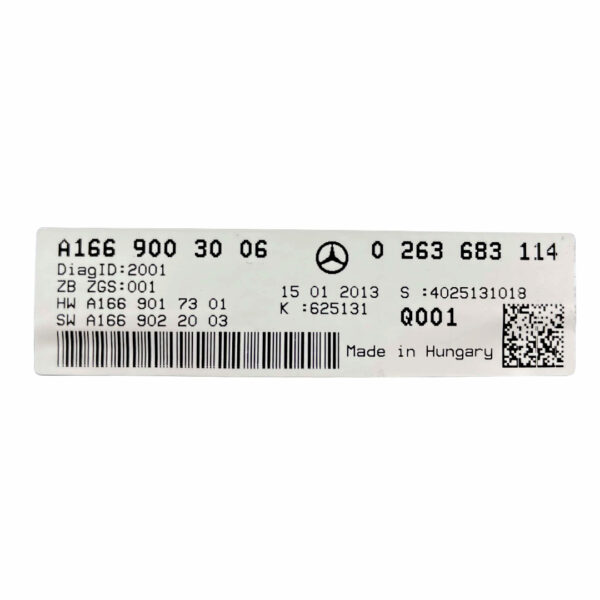 A166 900 30 06 0 263 683 114
DiagID:2001
ZB ZGS:001
15 01 2013 S :4025131018
HW A166 901 73 01
K :625131
SW A166 902 20 03
Q001
Made in Hungary